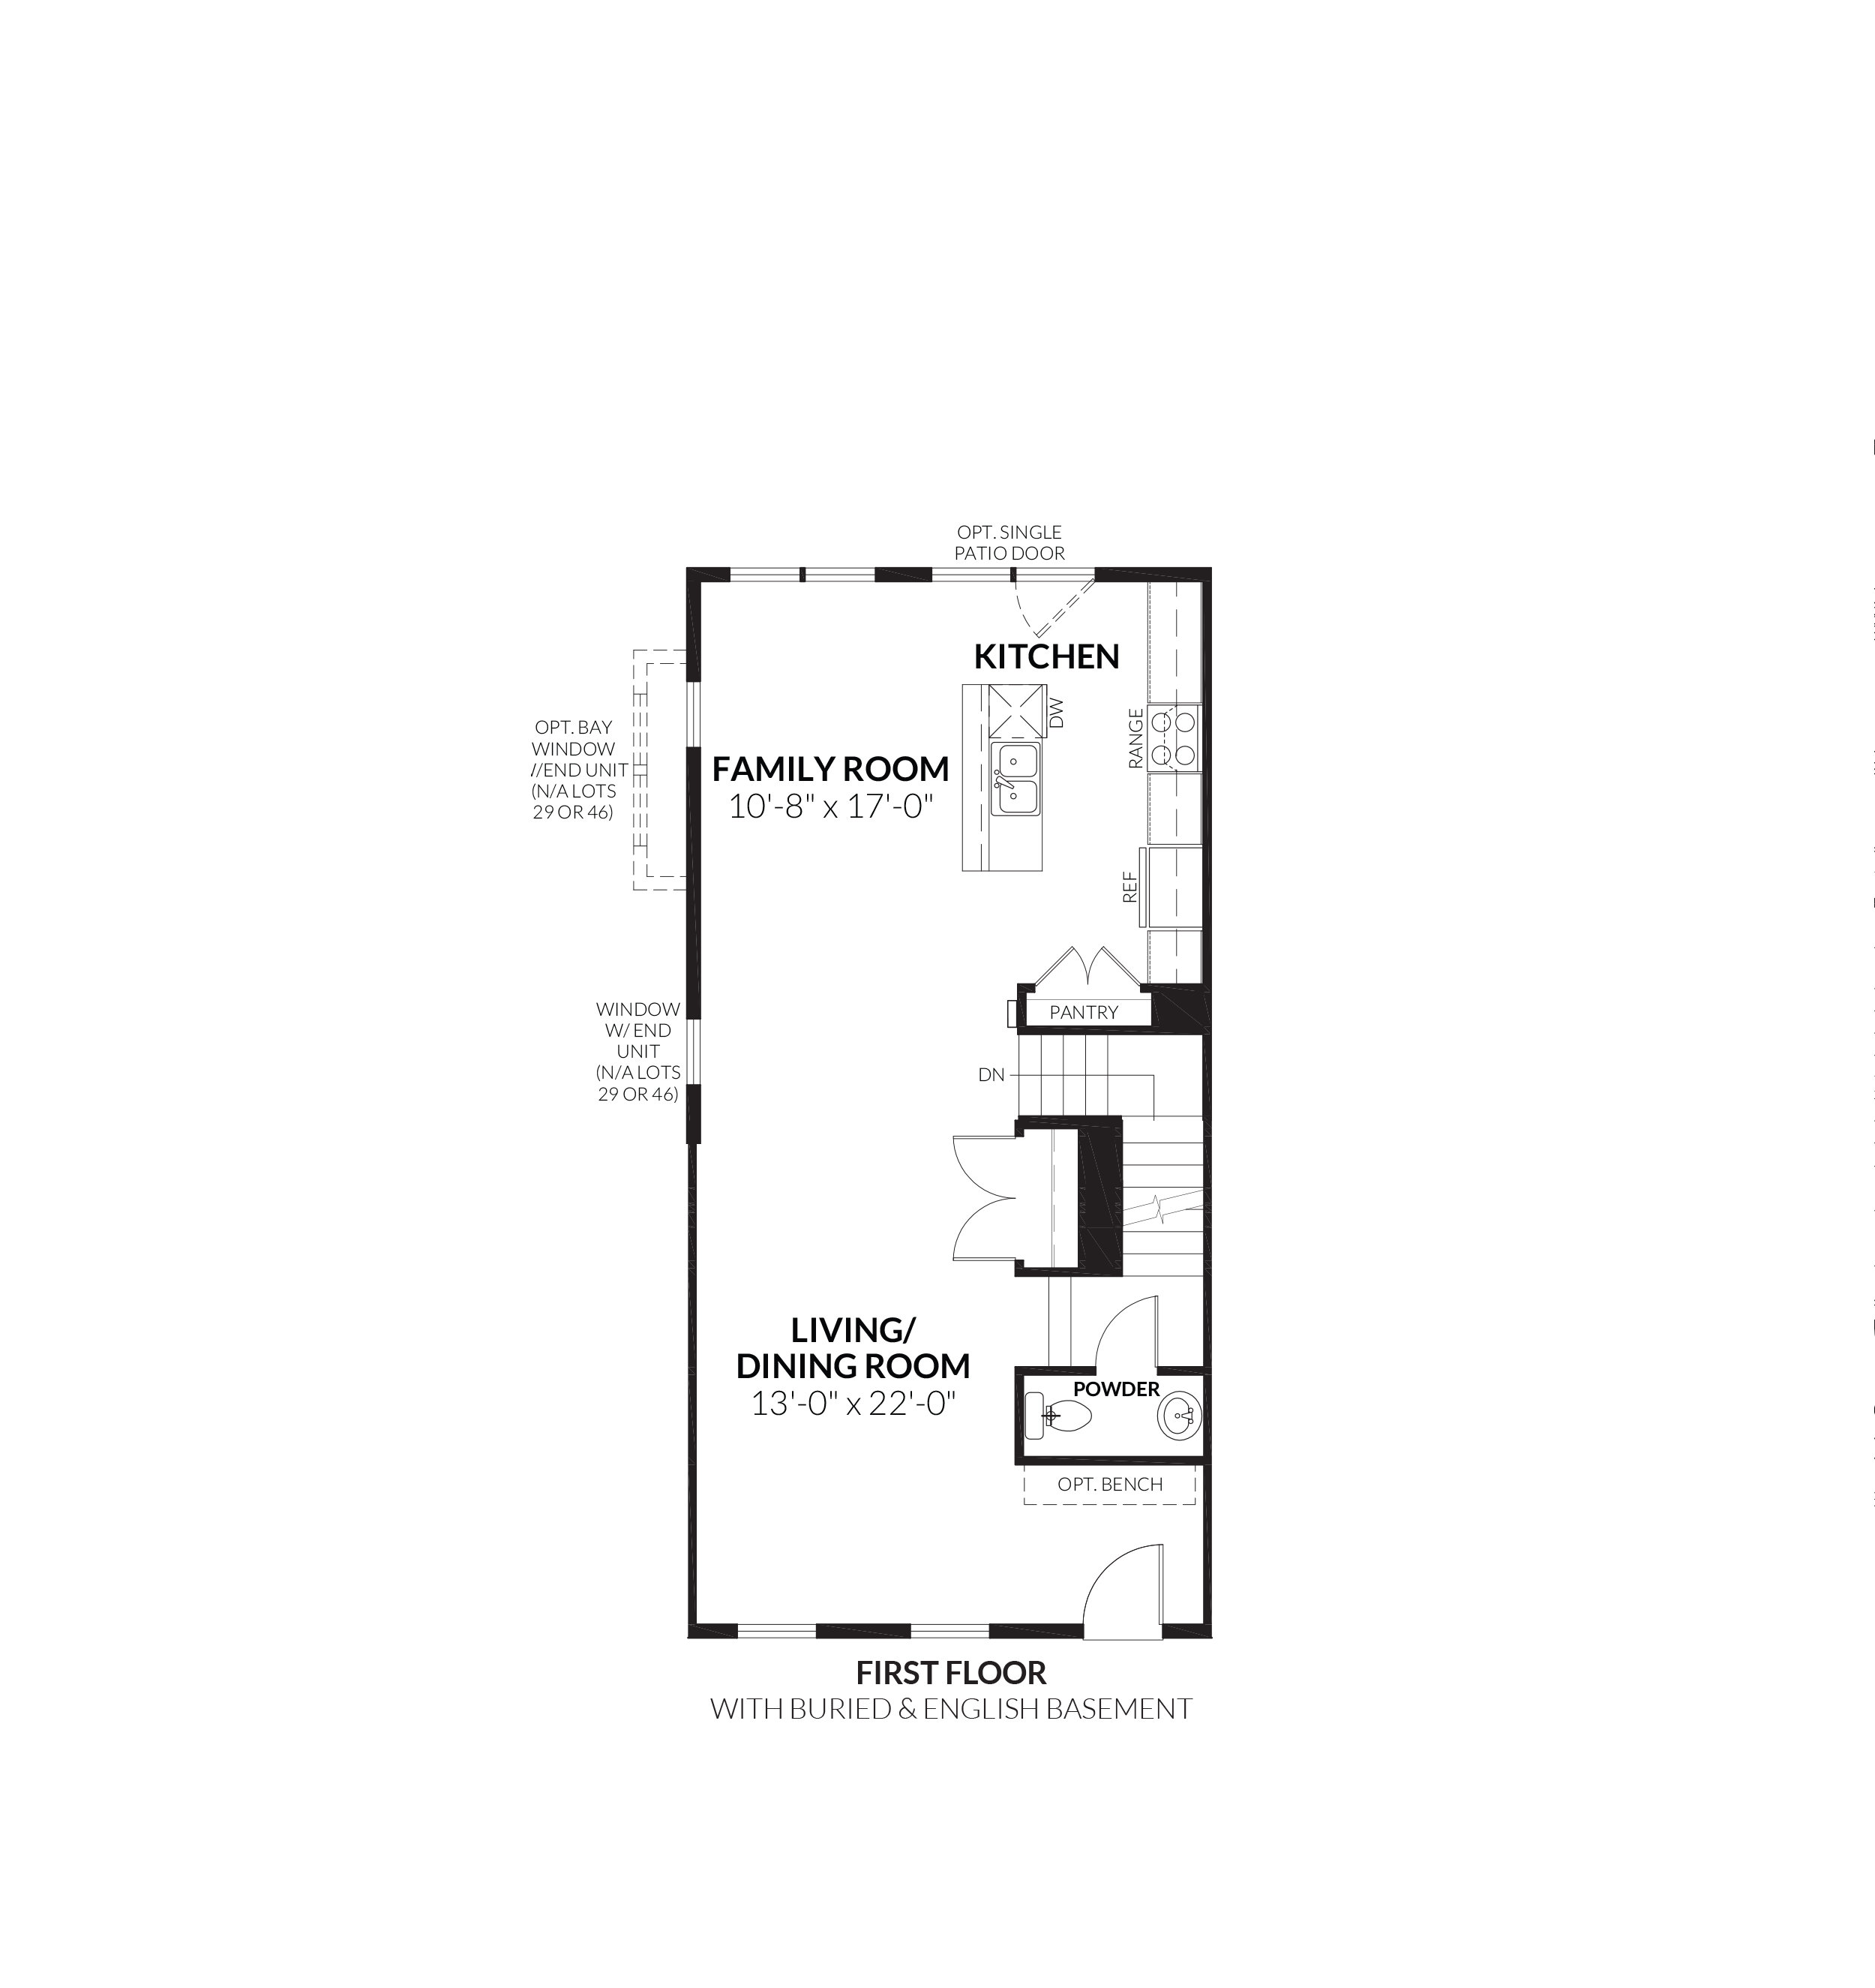 OPT. SINGLE
PATIO DOOR
KITCHEN
DW
RANGE
OPT. BAY
WINDOW
//END UNIT
(N/A LOTS
29 OR 46)
FAMILY ROOM
10'-8" x 17'-0"
REF
WINDOW
W/ END
UNIT
(N/A LOTS
29 OR 46)
PANTRY
DN
LIVING/
DINING ROOM
13'-0" x 22'-0"
POWDER
OPT. BENCH
FIRST FLOOR
WITH BURIED & ENGLISH BASEMENT